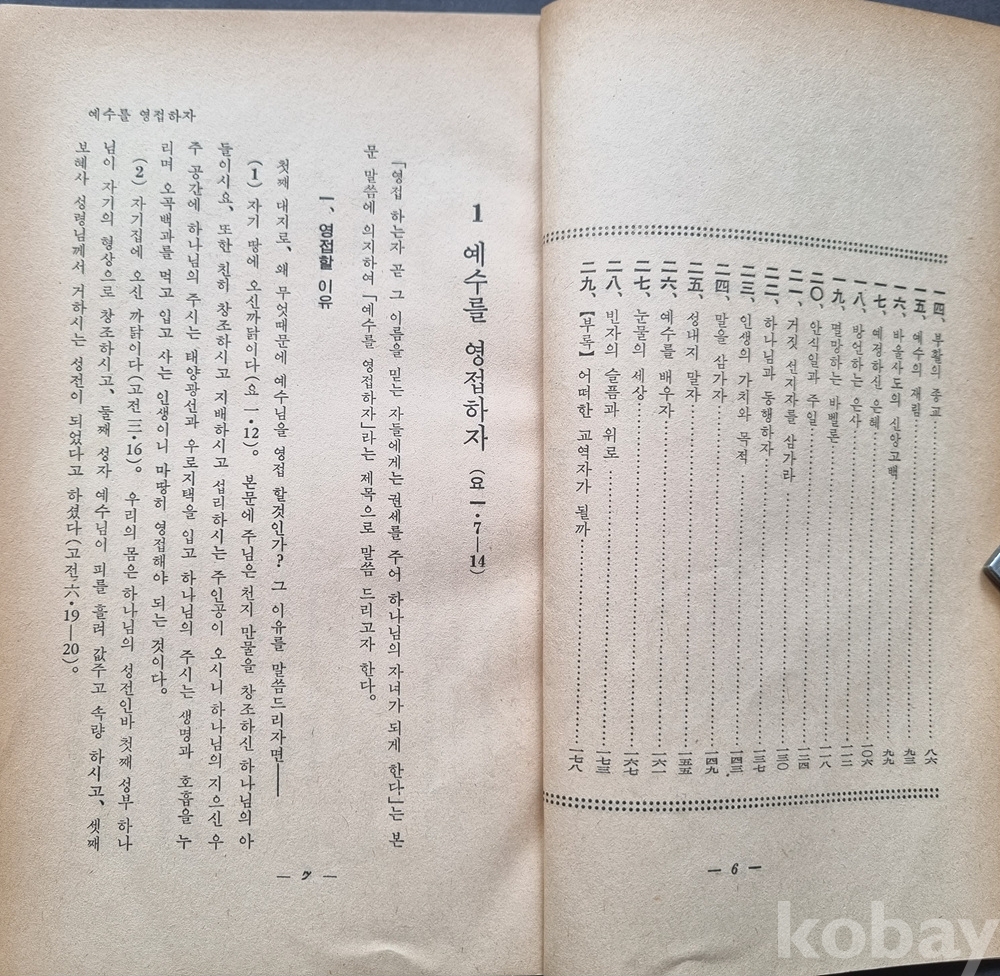 一四、부활의 종교……八六
一五、예수의 재림……九三
一六、바울사도의 신앙고백……九九
一七、예정하신 은혜……一〇六
一八、방언하는 은사……一一二
一九、멸망하는 바벨론……一一八
二〇、안식일과 주일……一二四
二一、거짓 선지자를 삼가라……一三〇
二二、하나님과 동행하자……一三七
二三、인생의 가치와 목적……一四三
二四、말을 삼가자……一四九
二五、성내지 말자……一五五
二六、예수를 배우자……一六一
二七、눈물의 세상……一六七
二八、빈자의 슬픔과 위로……一七三
二九、【부록】어떠한 교역자가 될까……一七八
— 6 —
1 예수를 영접하자 (요 一·7—14)
「영접 하는자 곧 그 이름을 믿는 자들에게는 권세를 주어 하나님의 자녀가 되게 한다」는 본
문 말씀에 의지하여 「예수를 영접하자」라는 제목으로 말씀 드리고자 한다.
一、영접할 이유
첫째 대지로、왜 무엇때문에 예수님을 영접 할것인가? 그 이유를 말씀드리자면——
(1) 자기 땅에 오신까닭이다(요 一·12)。 본문에 주님은 천지 만물을 창조하신 하나님의 아
들이시요、또한 친히 창조하시고 지배하시고 섭리하시는 주인공이 오시니 하나님의 지으신 우
주 공간에 하나님의 주시는 태양광선과 우로지택을 입고 하나님의 주시는 생명과 호흡을 누
리며 오곡백과를 먹고 입고 사는 인생이니 마땅히 영접해야 되는 것이다。
(2) 자기집에 오신 까닭이다(고전 三·16)。 우리의 몸은 하나님의 성전인바 첫째 성부 하나
님이 자기의 형상으로 창조하시고、둘째 성자 예수님이 피를 흘려 값주고 속량 하시고、셋째
보혜사 성령님께서 거하시는 성전이 되었다고 하셨다(고전 六·19—20)。
예수를 영접하자
— 7 —
kobay